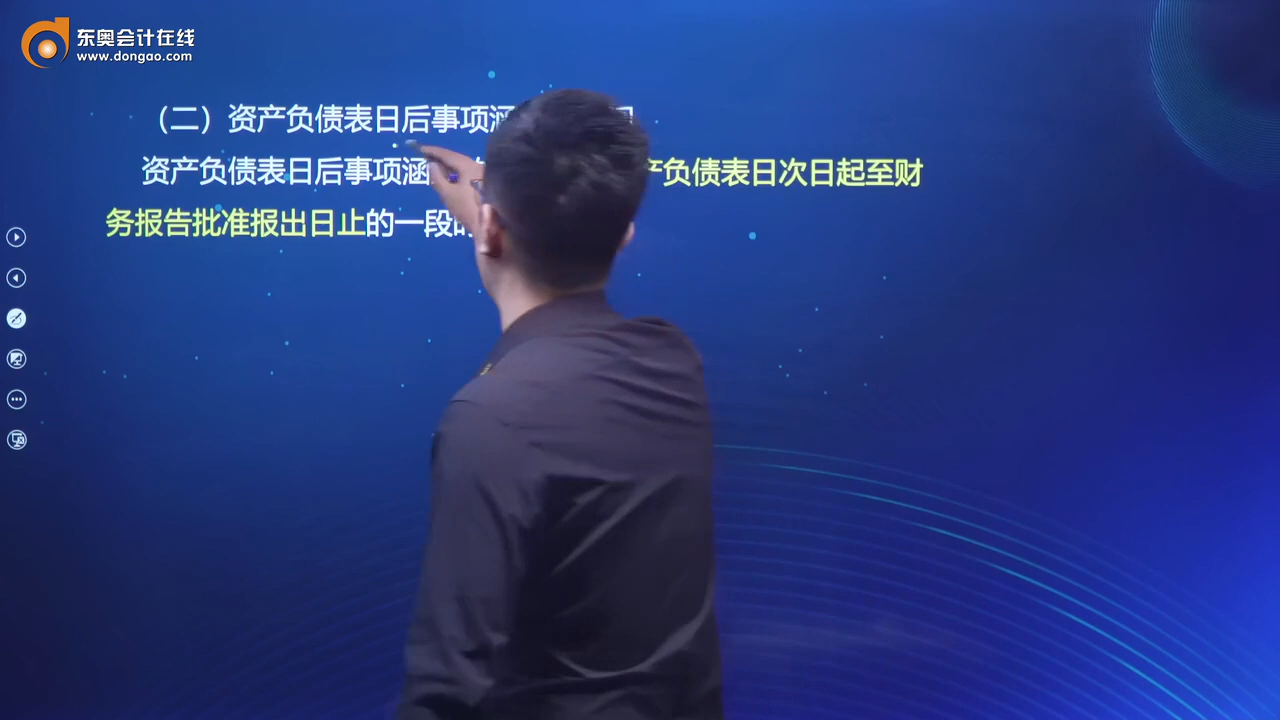 东奥会计在线
www.dongao.com
（二）资产负债表日后事项涵
资产负债表日后事项涵 产负债表日次日起至财
务报告批准报出日止的一段